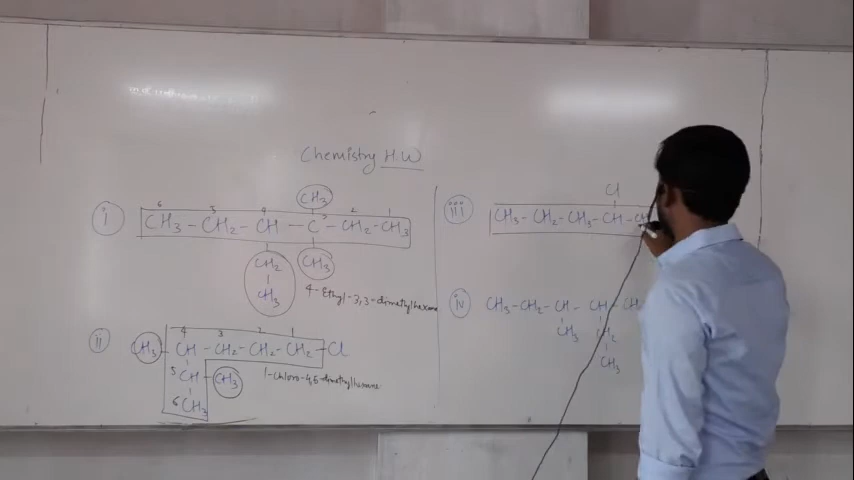 Chemistry H.W
i
CH3
6 5 4 3 2 1
CH3 - CH2 - CH - C - CH2 - CH3
CH2 CH3
CH3
4-Ethyl-3,3-dimethylhexane
ii
4 3 2 1
CH3 CH - CH2 - CH2 - CH2 - Cl
5 CH - CH3
6 CH3
1-chloro-4,5-dimethylhexane
iii
Cl
CH3 - CH2 - CH2 - CH - CH
iv
CH3 - CH2 - CH - CH - CH
CH3 CH2
CH3